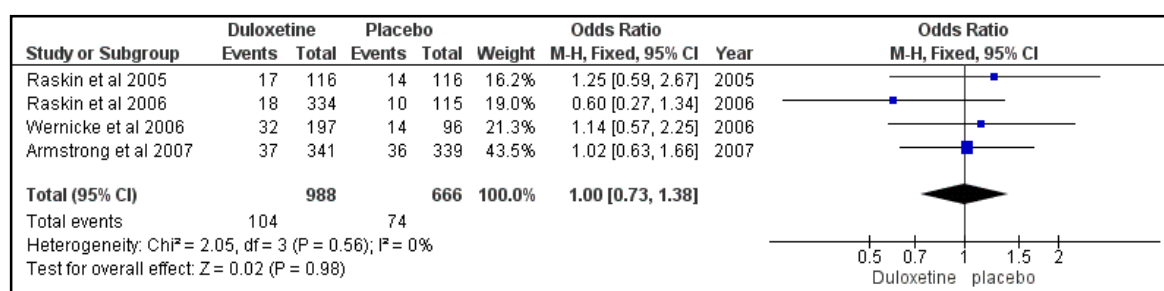 Duloxetine Placebo Odds Ratio Odds Ratio
Study or Subgroup Events Total Events Total Weight M-H, Fixed, 95% CI Year M-H, Fixed, 95% CI
Raskin et al 2005 17 116 14 116 16.2% 1.25 [0.59, 2.67] 2005
Raskin et al 2006 18 334 10 115 19.0% 0.60 [0.27, 1.34] 2006
Wernicke et al 2006 32 197 14 96 21.3% 1.14 [0.57, 2.25] 2006
Armstrong et al 2007 37 341 36 339 43.5% 1.02 [0.63, 1.66] 2007
Total (95% CI) 988 666 100.0% 1.00 [0.73, 1.38]
Total events 104 74
Heterogeneity: Chi² = 2.05, df = 3 (P = 0.56); I² = 0%
Test for overall effect: Z = 0.02 (P = 0.98)
0.5 0.7 1 1.5 2
Duloxetine placebo